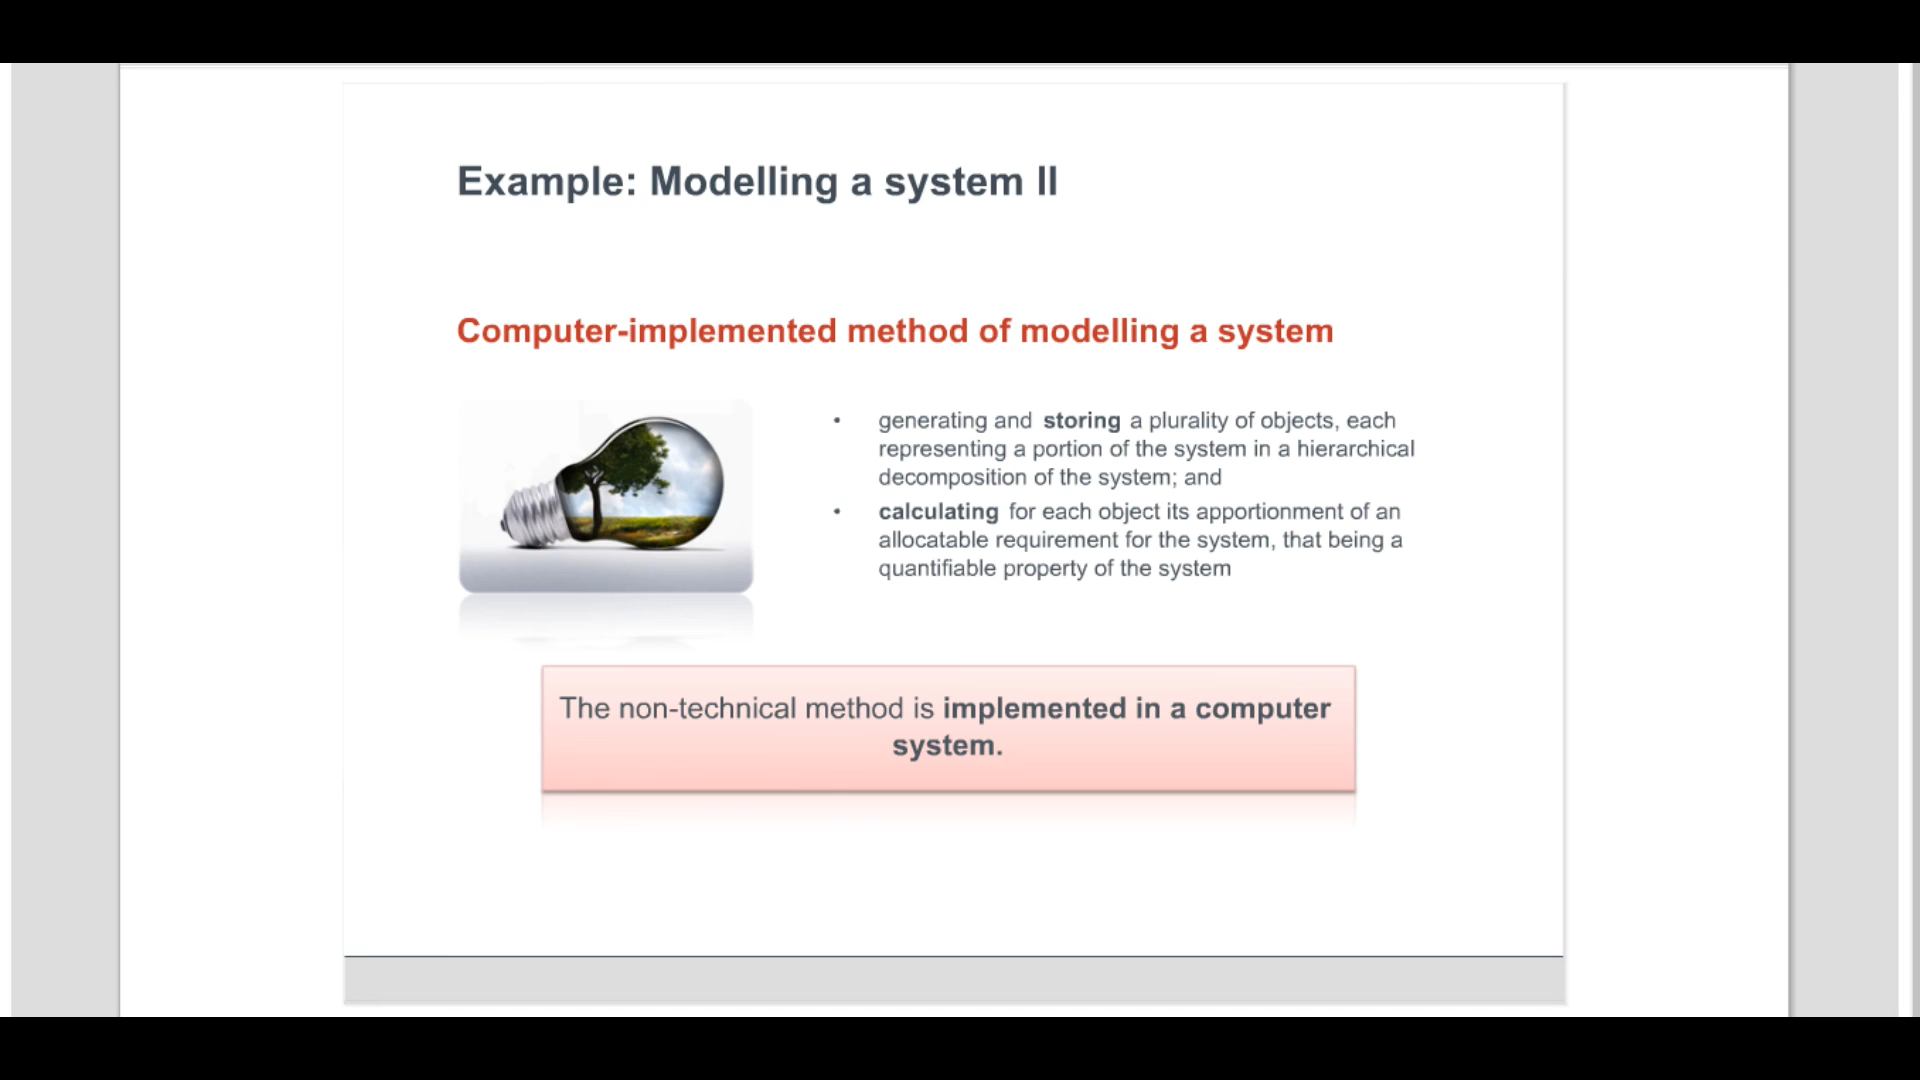 Example: Modelling a system II
Computer-implemented method of modelling a system
• generating and storing a plurality of objects, each
representing a portion of the system in a hierarchical
decomposition of the system; and
• calculating for each object its apportionment of an
allocatable requirement for the system, that being a
quantifiable property of the system
The non-technical method is implemented in a computer
system.